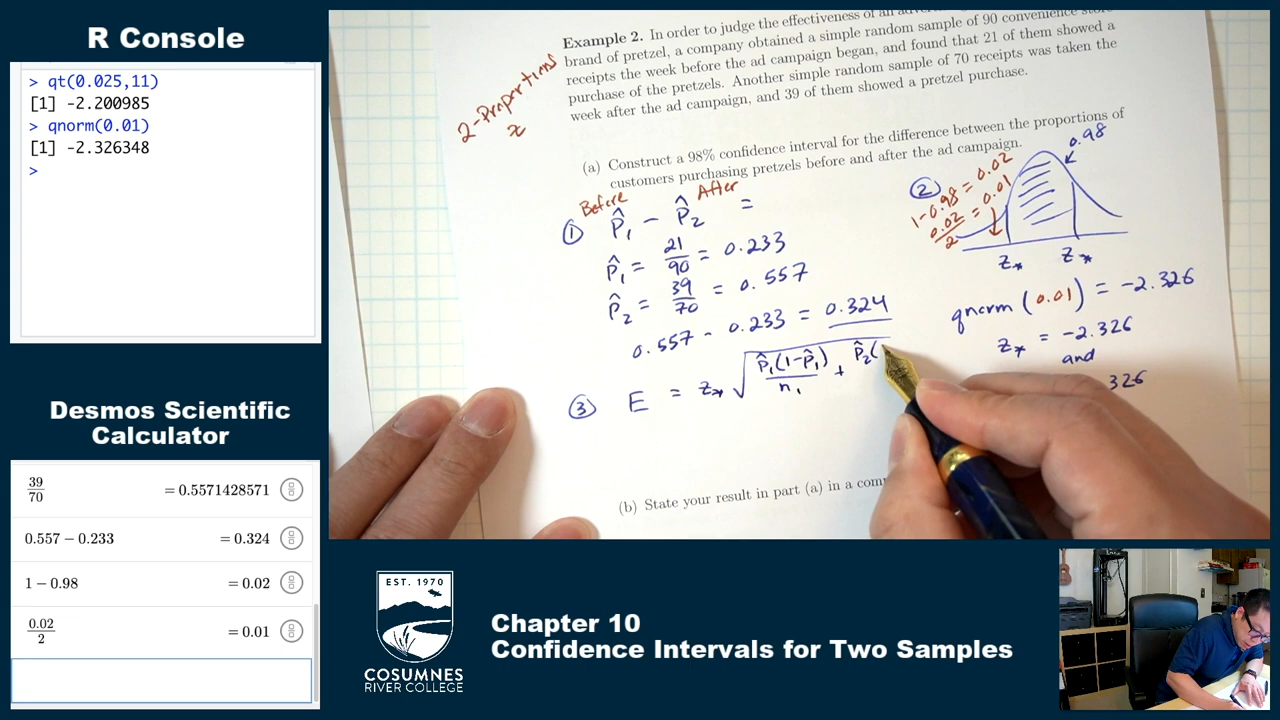 R Console
> qt(0.025,11)
[1] -2.200985
> qnorm(0.01)
[1] -2.326348
>
Desmos Scientific
Calculator
39
70
= 0.5571428571
0.557 − 0.233
= 0.324
1 − 0.98
= 0.02
0.02
2
= 0.01
Example 2. In order to judge the effectiveness of an
brand of pretzel, a company obtained a simple random sample of 90 convenience
receipts the week before the ad campaign began, and found that 21 of them showed a
purchase of the pretzels. Another simple random sample of 70 receipts was taken the
week after the ad campaign, and 39 of them showed a pretzel purchase.
2-Proportions
z
(a) Construct a 98% confidence interval for the difference between the proportions of
customers purchasing pretzels before and after the ad campaign.
Before After
① p̂₁ − p̂₂ =
p̂₁ = 21/90 = 0.233
p̂₂ = 39/70 = 0.557
0.557 − 0.233 = 0.324
② 0.98
1-0.98 = 0.02
0.02/2 = 0.01
z* z*
qnorm (0.01) = -2.326
z* = -2.326
and
326
③ E = z* √ p̂₁(1-p̂₁)/n₁ + p̂₂(
(b) State your result in part (a) in a
EST. 1970
COSUMNES
RIVER COLLEGE
Chapter 10
Confidence Intervals for Two Samples